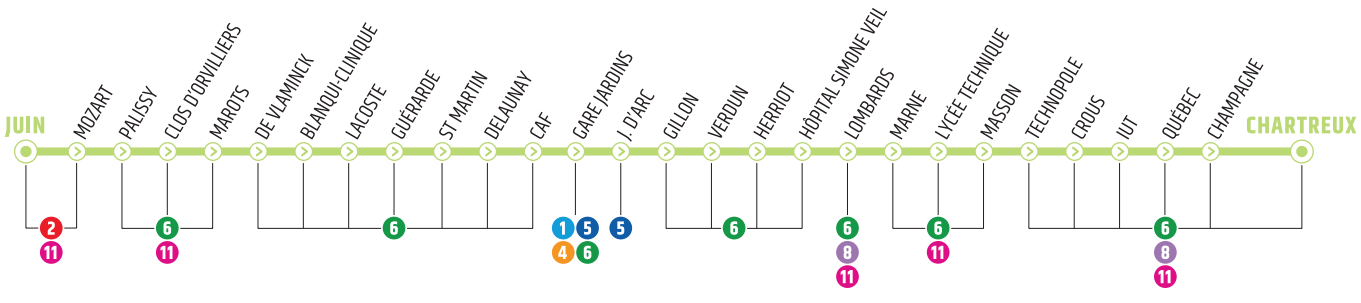 JUIN
MOZART
PALISSY
CLOS D'ORVILLIERS
MAROTS
DE VLAMINCK
BLANQUI-CLINIQUE
LACOSTE
GUÉRARDE
ST MARTIN
DELAUNAY
CAF
GARE JARDINS
J. D'ARC
GILLON
VERDUN
HERRIOT
HÔPITAL SIMONE VEIL
LOMBARDS
MARNE
LYCÉE TECHNIQUE
MASSON
TECHNOPOLE
CROUS
IUT
QUÉBEC
CHAMPAGNE
CHARTREUX
2 6 6 1 5 5 6 6 6 6
11 11 4 6 8 11 8
11 11